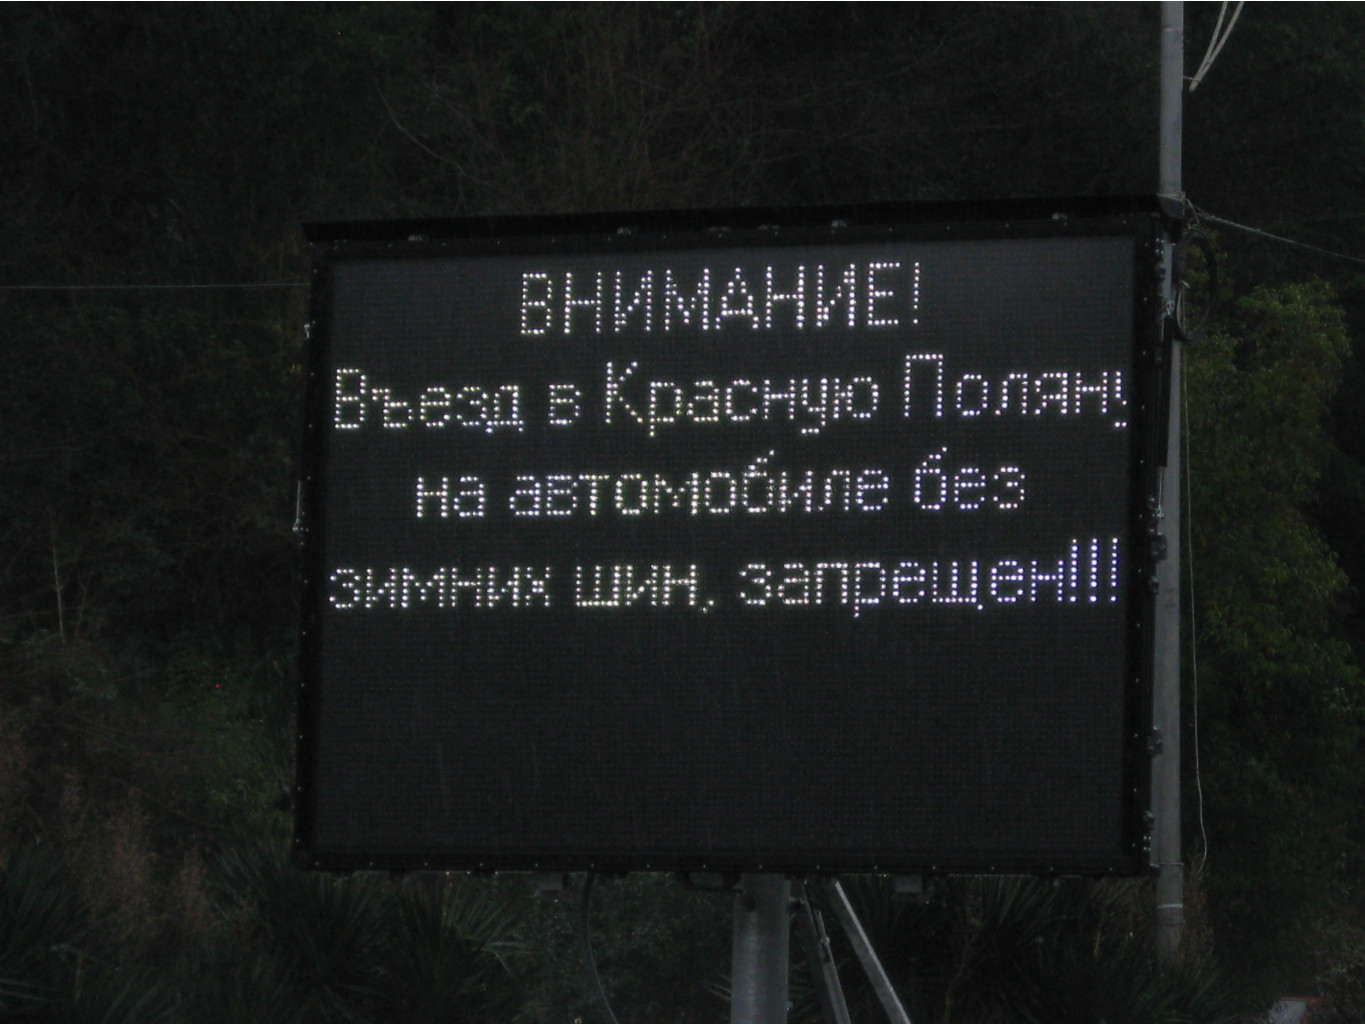 ВНИМАНИЕ!
Въезд в Красную Поляну
на автомобиле без
зимних шин, запрещен!!!